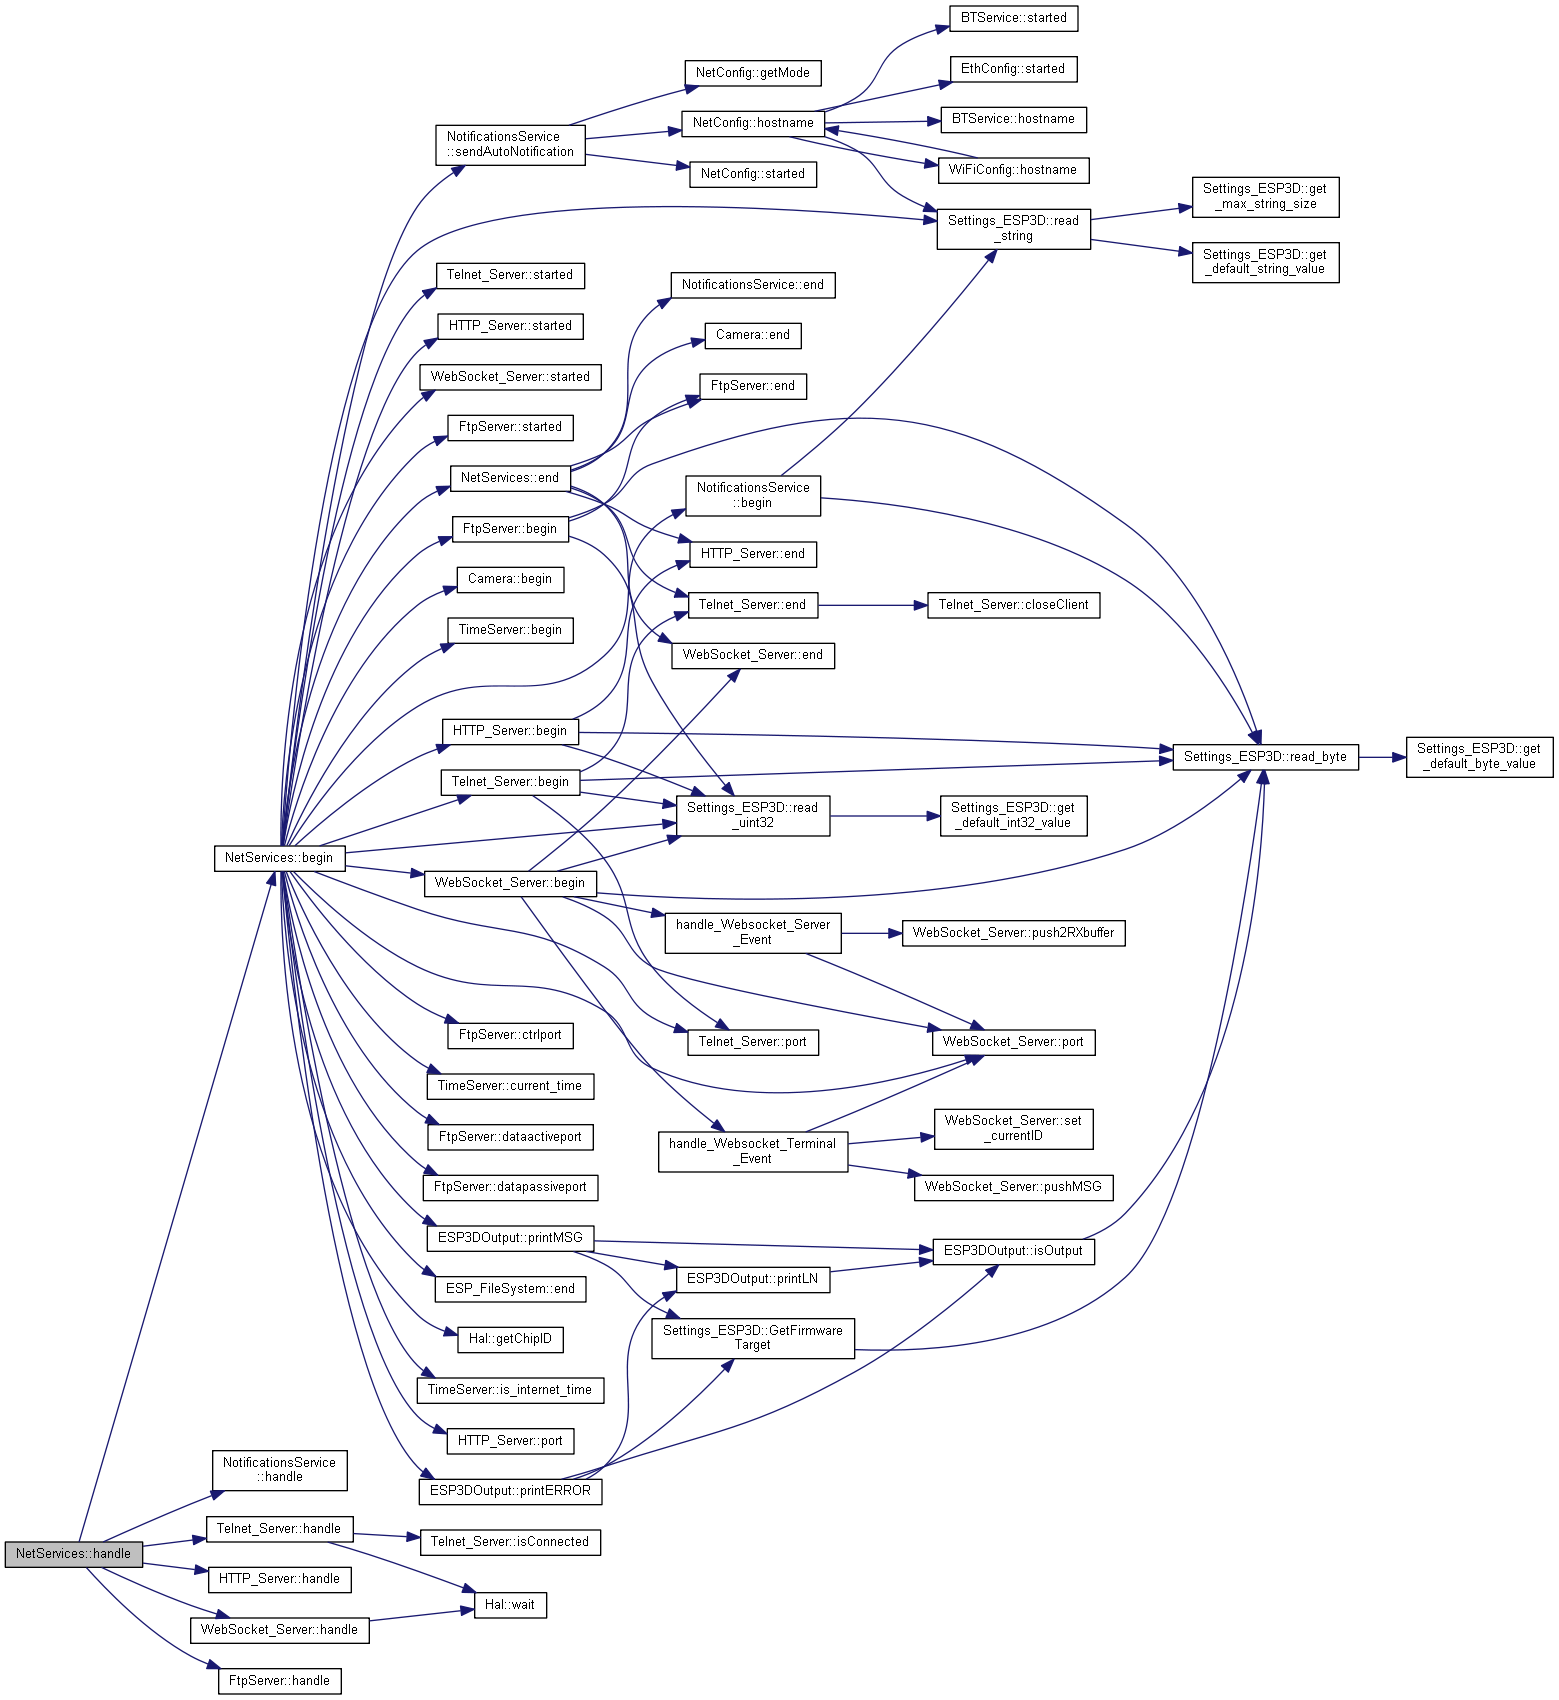 BTService::started
EthConfig::started
NetConfig::getMode
BTService::hostname
NetConfig::hostname
NotificationsService
::sendAutoNotification
WiFiConfig::hostname
NetConfig::started
Settings_ESP3D::get
_max_string_size
Settings_ESP3D::read
_string
Settings_ESP3D::get
_default_string_value
Telnet_Server::started
NotificationsService::end
HTTP_Server::started
Camera::end
WebSocket_Server::started
FtpServer::end
FtpServer::started
NetServices::end
NotificationsService
::begin
FtpServer::begin
HTTP_Server::end
Camera::begin
Telnet_Server::end
Telnet_Server::closeClient
TimeServer::begin
WebSocket_Server::end
HTTP_Server::begin
Settings_ESP3D::read_byte
Settings_ESP3D::get
_default_byte_value
Telnet_Server::begin
Settings_ESP3D::read
_uint32
Settings_ESP3D::get
_default_int32_value
NetServices::begin
WebSocket_Server::begin
handle_Websocket_Server
_Event
WebSocket_Server::push2RXbuffer
FtpServer::ctrlport
Telnet_Server::port
WebSocket_Server::port
TimeServer::current_time
FtpServer::dataactiveport
WebSocket_Server::set
_currentID
handle_Websocket_Terminal
_Event
FtpServer::datapassiveport
WebSocket_Server::pushMSG
ESP3DOutput::printMSG
ESP3DOutput::isOutput
ESP3DOutput::printLN
ESP_FileSystem::end
Settings_ESP3D::GetFirmware
Target
Hal::getChipID
TimeServer::is_internet_time
HTTP_Server::port
NotificationsService
::handle
ESP3DOutput::printERROR
Telnet_Server::handle
Telnet_Server::isConnected
NetServices::handle
HTTP_Server::handle
Hal::wait
WebSocket_Server::handle
FtpServer::handle